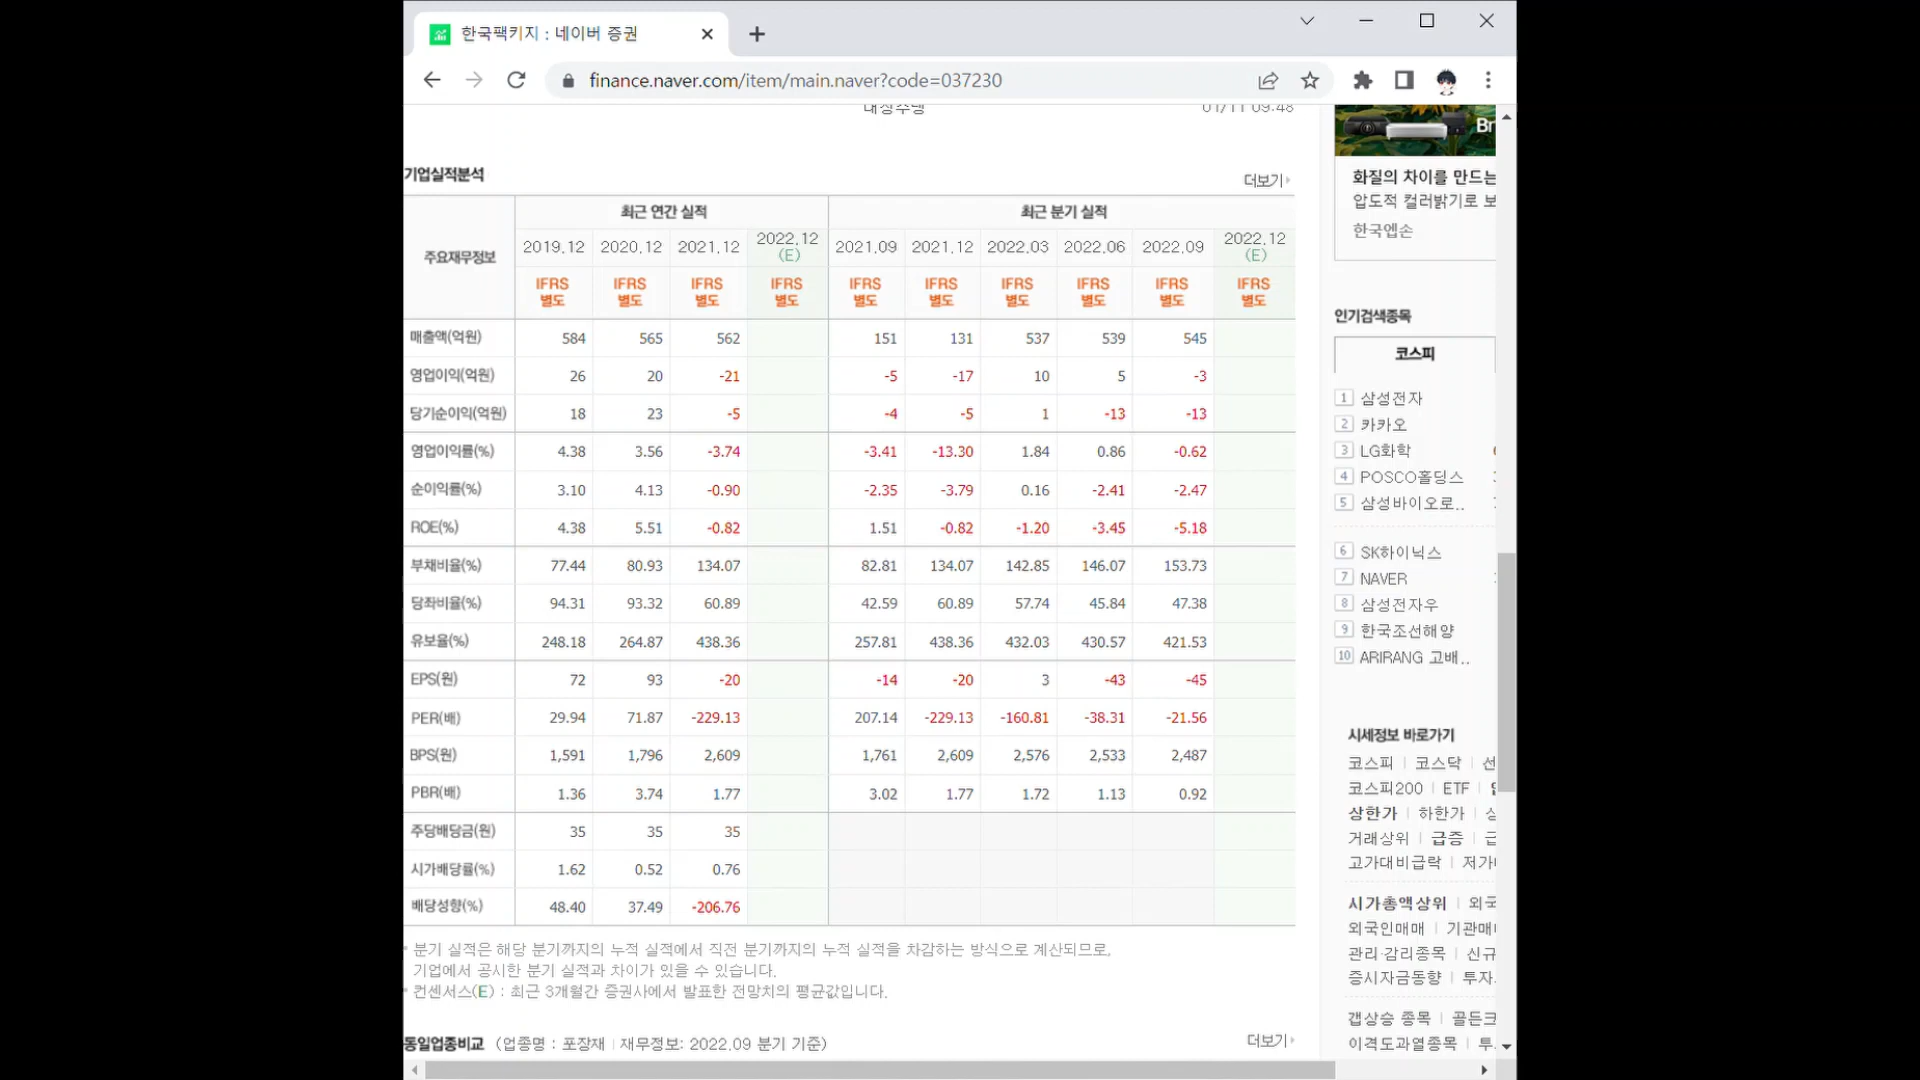 한국팩키지 : 네이버 증권
finance.naver.com/item/main.naver?code=037230
기업실적분석
더보기
주요재무정보 최근 연간 실적 최근 분기 실적
2019.12 2020.12 2021.12 2022.12 (E) 2021.09 2021.12 2022.03 2022.06 2022.09 2022.12 (E)
IFRS 별도 IFRS 별도 IFRS 별도 IFRS 별도 IFRS 별도 IFRS 별도 IFRS 별도 IFRS 별도 IFRS 별도 IFRS 별도
매출액(억원) 584 565 562 151 131 537 539 545
영업이익(억원) 26 20 -21 -5 -17 10 5 -3
당기순이익(억원) 18 23 -5 -4 -5 1 -13 -13
영업이익률(%) 4.38 3.56 -3.74 -3.41 -13.30 1.84 0.86 -0.62
순이익률(%) 3.10 4.13 -0.90 -2.35 -3.79 0.16 -2.41 -2.47
ROE(%) 4.38 5.51 -0.82 1.51 -0.82 -1.20 -3.45 -5.18
부채비율(%) 77.44 80.93 134.07 82.81 134.07 142.85 146.07 153.73
당좌비율(%) 94.31 93.32 60.89 42.59 60.89 57.74 45.84 47.38
유보율(%) 248.18 264.87 438.36 257.81 438.36 432.03 430.57 421.53
EPS(원) 72 93 -20 -14 -20 3 -43 -45
PER(배) 29.94 71.87 -229.13 207.14 -229.13 -160.81 -38.31 -21.56
BPS(원) 1,591 1,796 2,609 1,761 2,609 2,576 2,533 2,487
PBR(배) 1.36 3.74 1.77 3.02 1.77 1.72 1.13 0.92
주당배당금(원) 35 35 35
시가배당률(%) 1.62 0.52 0.76
배당성향(%) 48.40 37.49 -206.76
* 분기 실적은 해당 분기까지의 누적 실적에서 직전 분기까지의 누적 실적을 차감하는 방식으로 계산되므로,
기업에서 공시한 분기 실적과 차이가 있을 수 있습니다.
* 컨센서스(E) : 최근 3개월간 증권사에서 발표한 전망치의 평균값입니다.
동일업종비교 (업종명 : 포장재 | 재무정보: 2022.09 분기 기준)
더보기
Br
화질의 차이를 만드는
압도적 컬러밝기로 보
한국엡손
인기검색종목
코스피
1 삼성전자
2 카카오
3 LG화학
4 POSCO홀딩스
5 삼성바이오로..
6 SK하이닉스
7 NAVER
8 삼성전자우
9 한국조선해양
10 ARIRANG 고배..
시세정보 바로가기
코스피 | 코스닥 | 선
코스피200 | ETF
상한가 | 하한가
거래상위 | 급증 | 급
고가대비급락 | 저가
시가총액상위 | 외국
외국인매매 | 기관매
관리·감리종목 | 신규
증시자금동향 | 투자
갭상승 종목 | 골든크
이격도과열종목 | 투